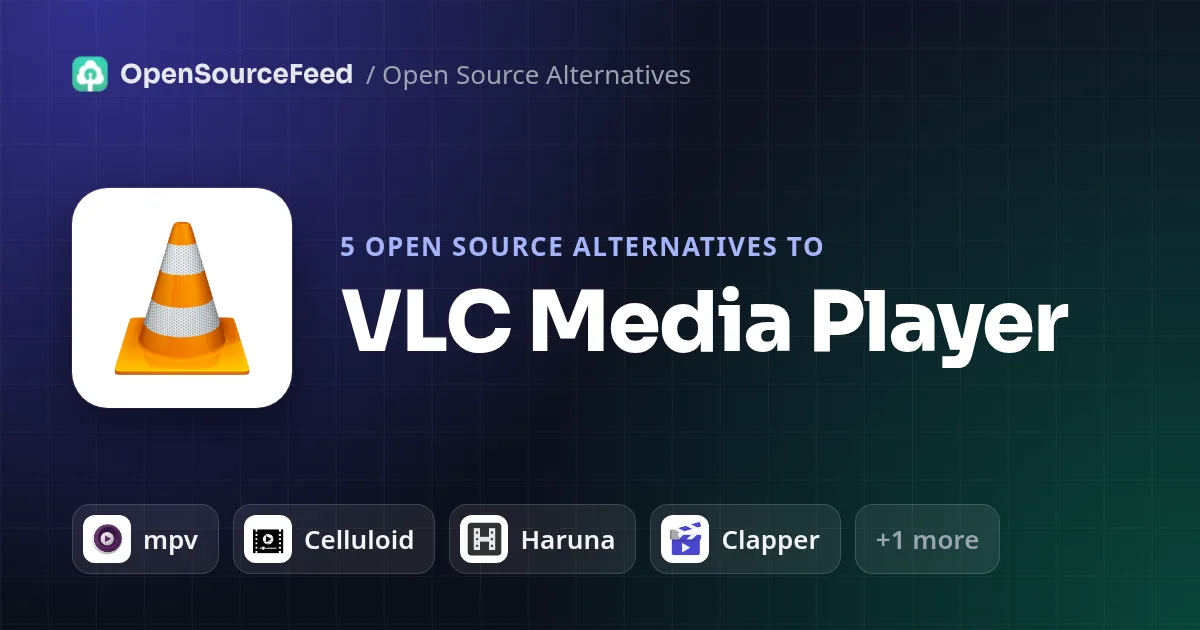 OpenSourceFeed / Open Source Alternatives
5 OPEN SOURCE ALTERNATIVES TO
VLC Media Player
mpv Celluloid Haruna Clapper +1 more